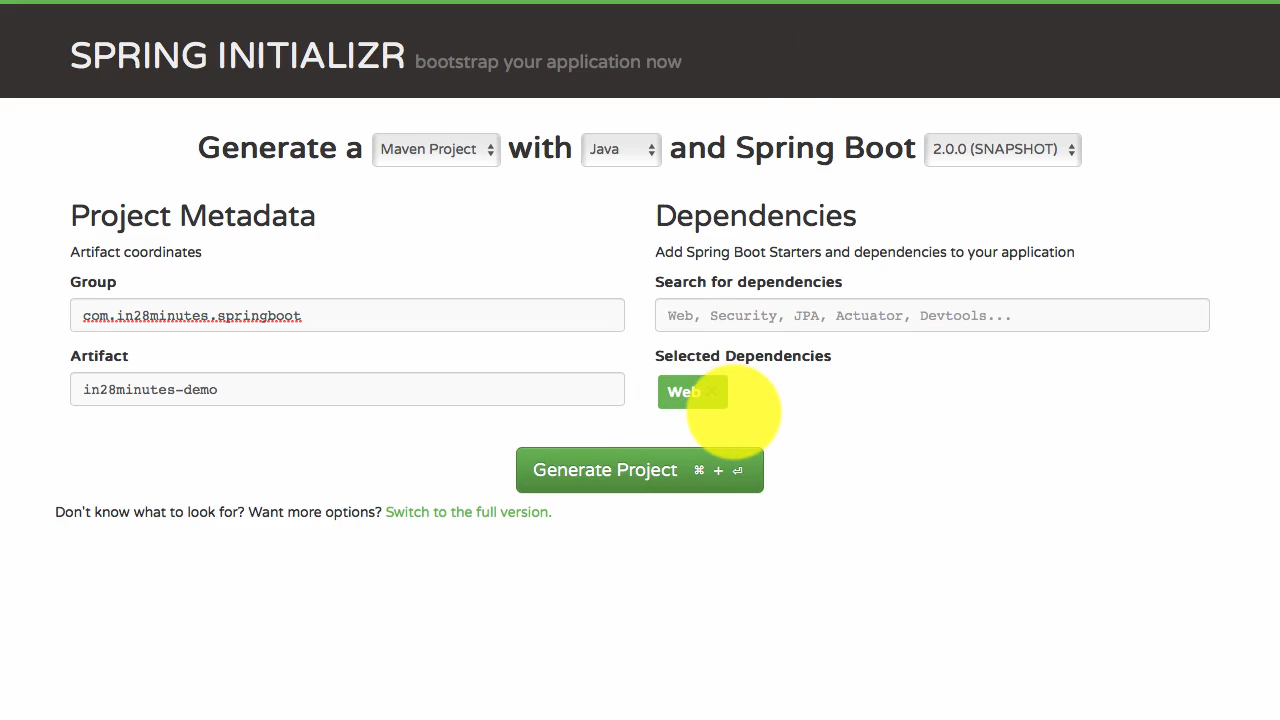 SPRING INITIALIZR bootstrap your application now
Generate a Maven Project with Java and Spring Boot 2.0.0 (SNAPSHOT)
Project Metadata
Artifact coordinates
Group
com.in28minutes.springboot
Artifact
in28minutes-demo
Dependencies
Add Spring Boot Starters and dependencies to your application
Search for dependencies
Web, Security, JPA, Actuator, Devtools...
Selected Dependencies
Web ×
Generate Project ⌘ + ⏎
Don't know what to look for? Want more options? Switch to the full version.